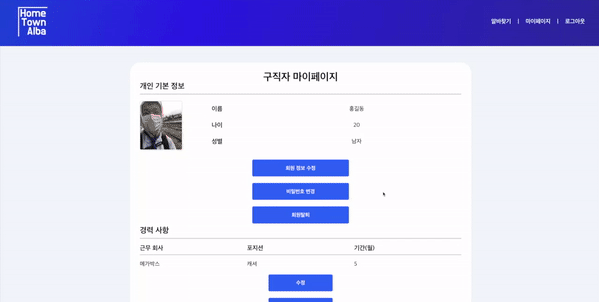 Home
Town
Alba
알바찾기 | 마이페이지 | 로그아웃
구직자 마이페이지
개인 기본 정보
이름 홍길동
나이 20
성별 남자
회원 정보 수정
비밀번호 변경
회원탈퇴
경력 사항
근무 회사 포지션 기간(월)
메가박스 캐셔 5
수정